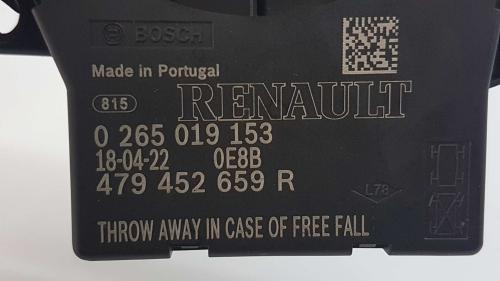 BOSCH
Made in Portugal
815 RENAULT
0 265 019 153
18-04-22 0E8B
479 452 659 R
L78
THROW AWAY IN CASE OF FREE FALL